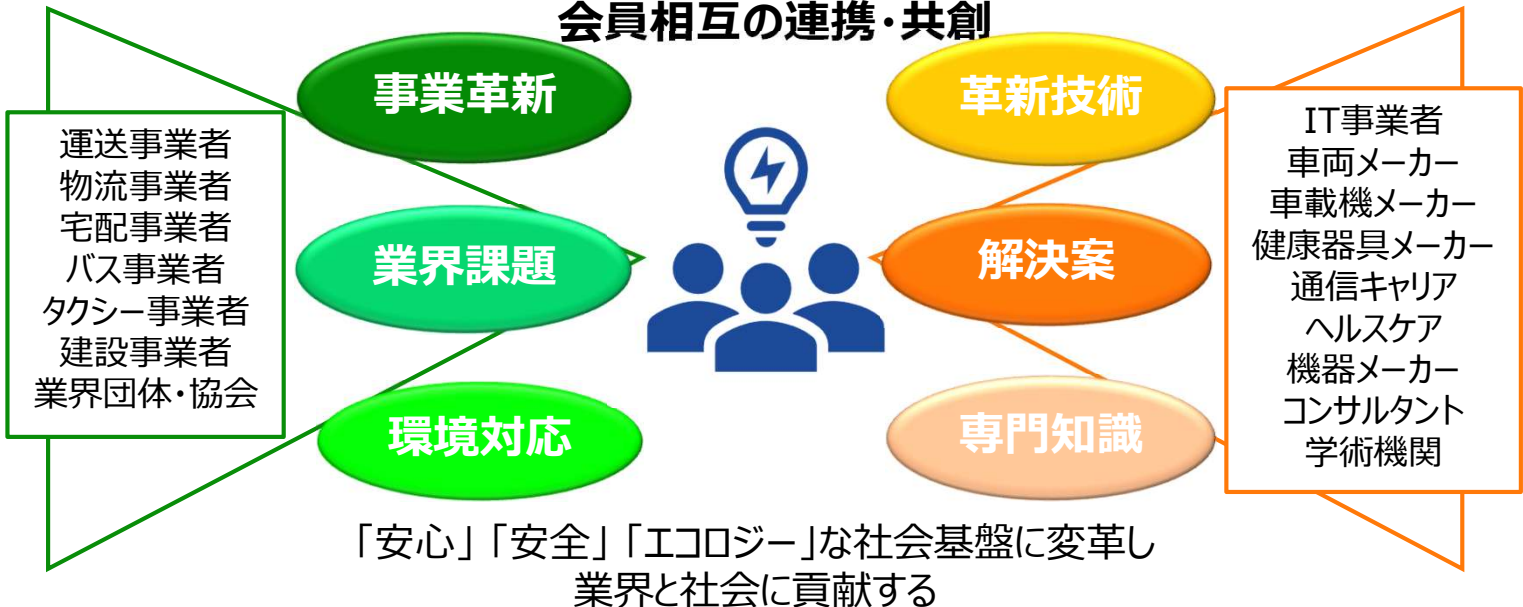 会員相互の連携・共創
事業革新
業界課題
環境対応
運送事業者
物流事業者
宅配事業者
バス事業者
タクシー事業者
建設事業者
業界団体・協会
革新技術
解決案
専門知識
IT事業者
車両メーカー
車載機メーカー
健康器具メーカー
通信キャリア
ヘルスケア
機器メーカー
コンサルタント
学術機関
「安心」「安全」「エコロジー」な社会基盤に変革し
業界と社会に貢献する